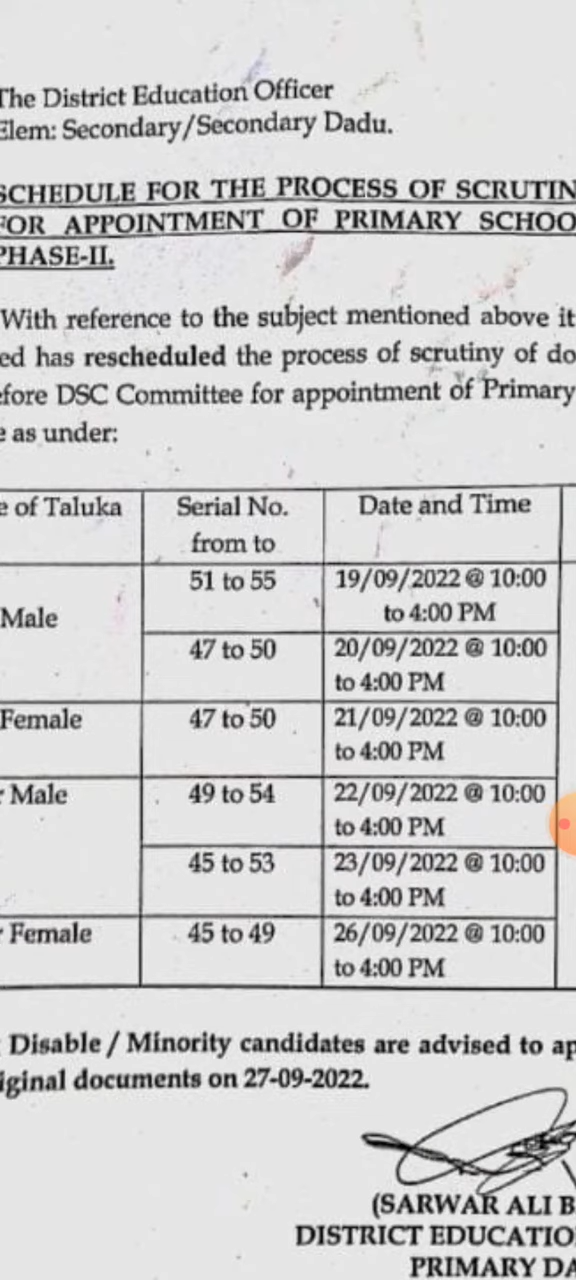 The District Education Officer
Elem: Secondary/Secondary Dadu.
SCHEDULE FOR THE PROCESS OF SCRUTIN
FOR APPOINTMENT OF PRIMARY SCHOO
PHASE-II.
With reference to the subject mentioned above it
ed has rescheduled the process of scrutiny of do
efore DSC Committee for appointment of Primary
e as under:
e of Taluka
Serial No.
from to
Date and Time
Male
51 to 55
19/09/2022 @ 10:00
to 4:00 PM
47 to 50
20/09/2022 @ 10:00
to 4:00 PM
Female
47 to 50
21/09/2022 @ 10:00
to 4:00 PM
Male
49 to 54
22/09/2022 @ 10:00
to 4:00 PM
45 to 53
23/09/2022 @ 10:00
to 4:00 PM
Female
45 to 49
26/09/2022 @ 10:00
to 4:00 PM
Disable / Minority candidates are advised to ap
iginal documents on 27-09-2022.
(SARWAR ALI B
DISTRICT EDUCATIO
PRIMARY DA